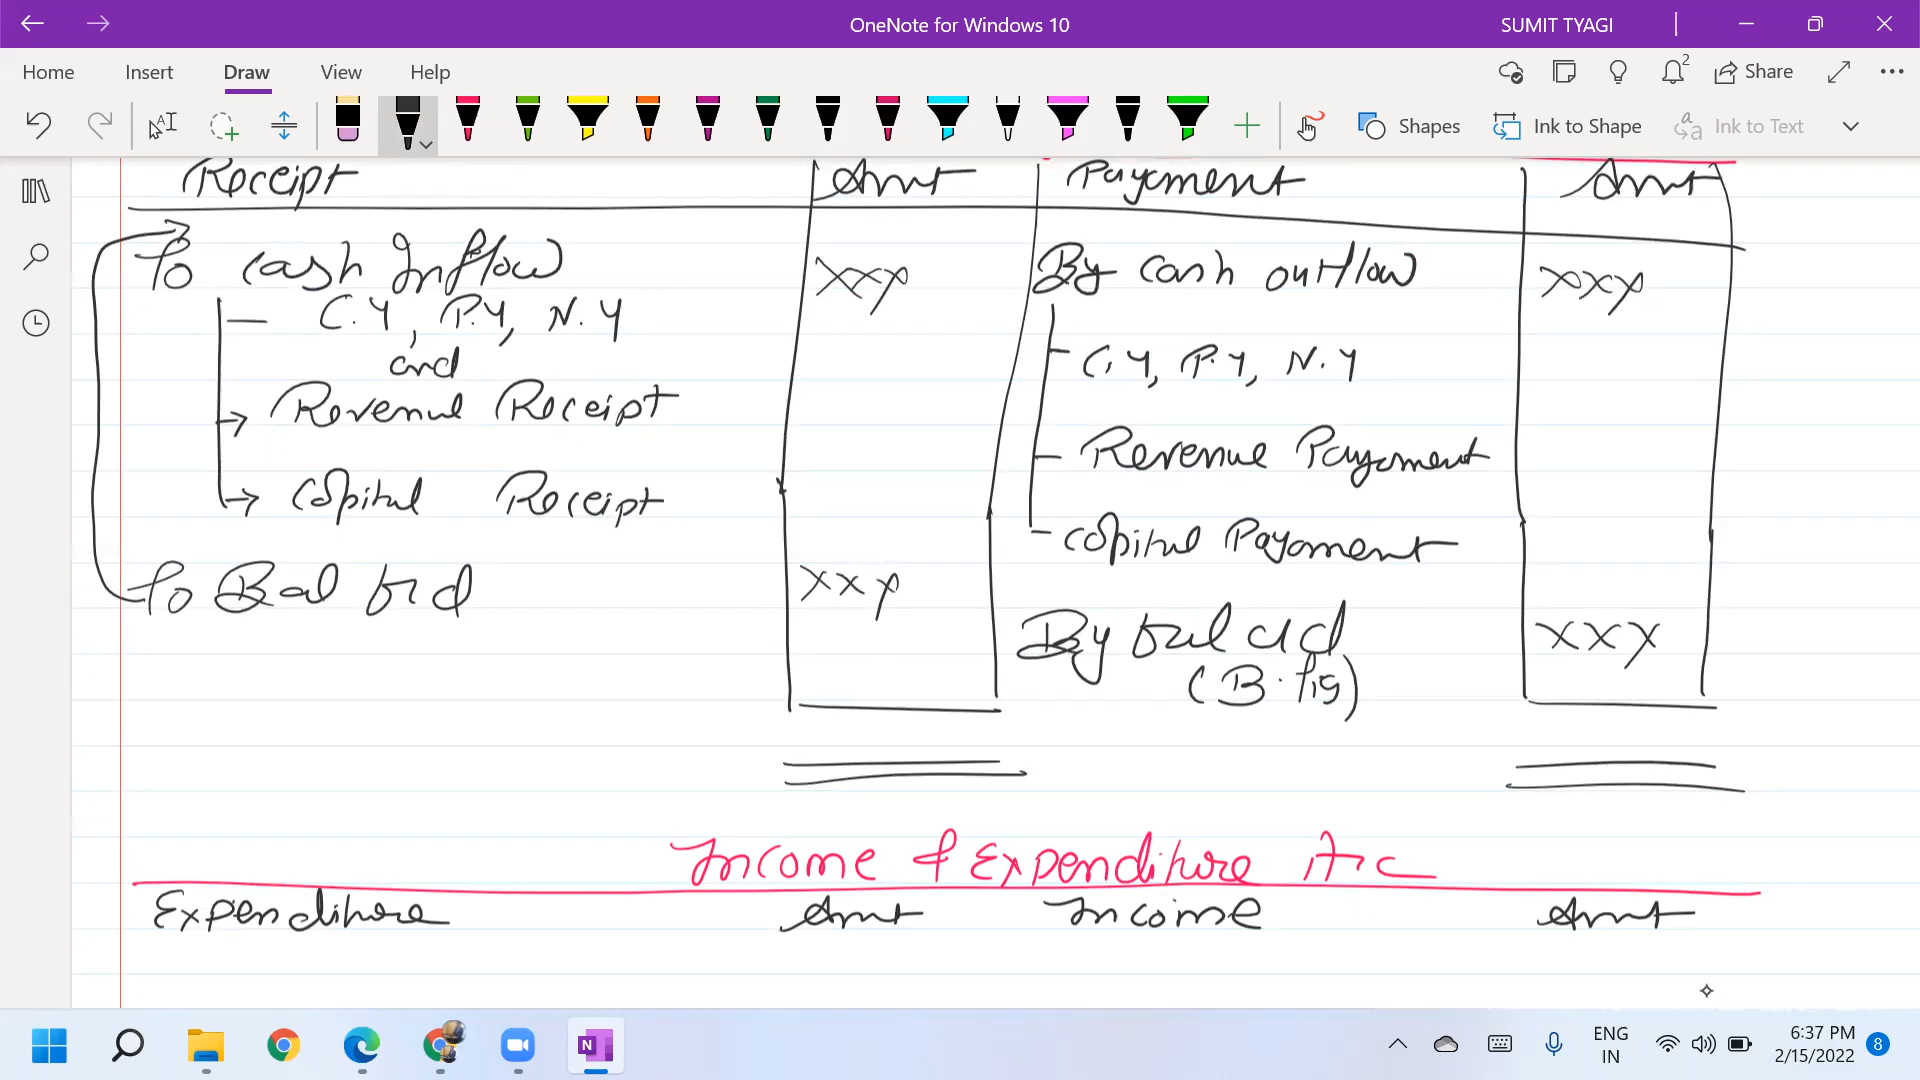 OneNote for Windows 10
SUMIT TYAGI
Home Insert Draw View Help
2
Share
Shapes
Ink to Shape
Ink to Text
Receipt Amt Payment Amt
To cash Inflow xxx By cash outflow xxx
— C.Y, P.Y, N.Y
and
C.Y, P.Y, N.Y
→ Revenue Receipt
- Revenue Payment
→ Capital Receipt
- Capital Payment
To Bal b/d xxx
By bal c/d xxx
(B.fig)
Income & Expenditure A/c
Expenditure Amt Income Amt
N
ENG
IN
6:37 PM
2/15/2022
8